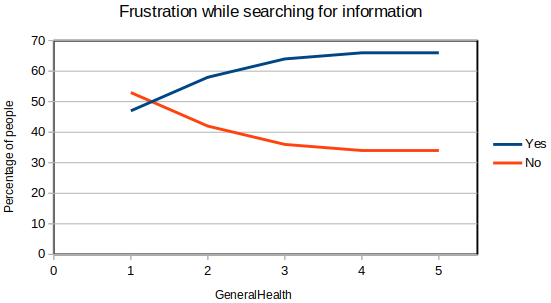 Frustration while searching for information
70
60
50
40
30
20
10
0
Percentage of people
0 1 2 3 4 5
GeneralHealth
Yes
No